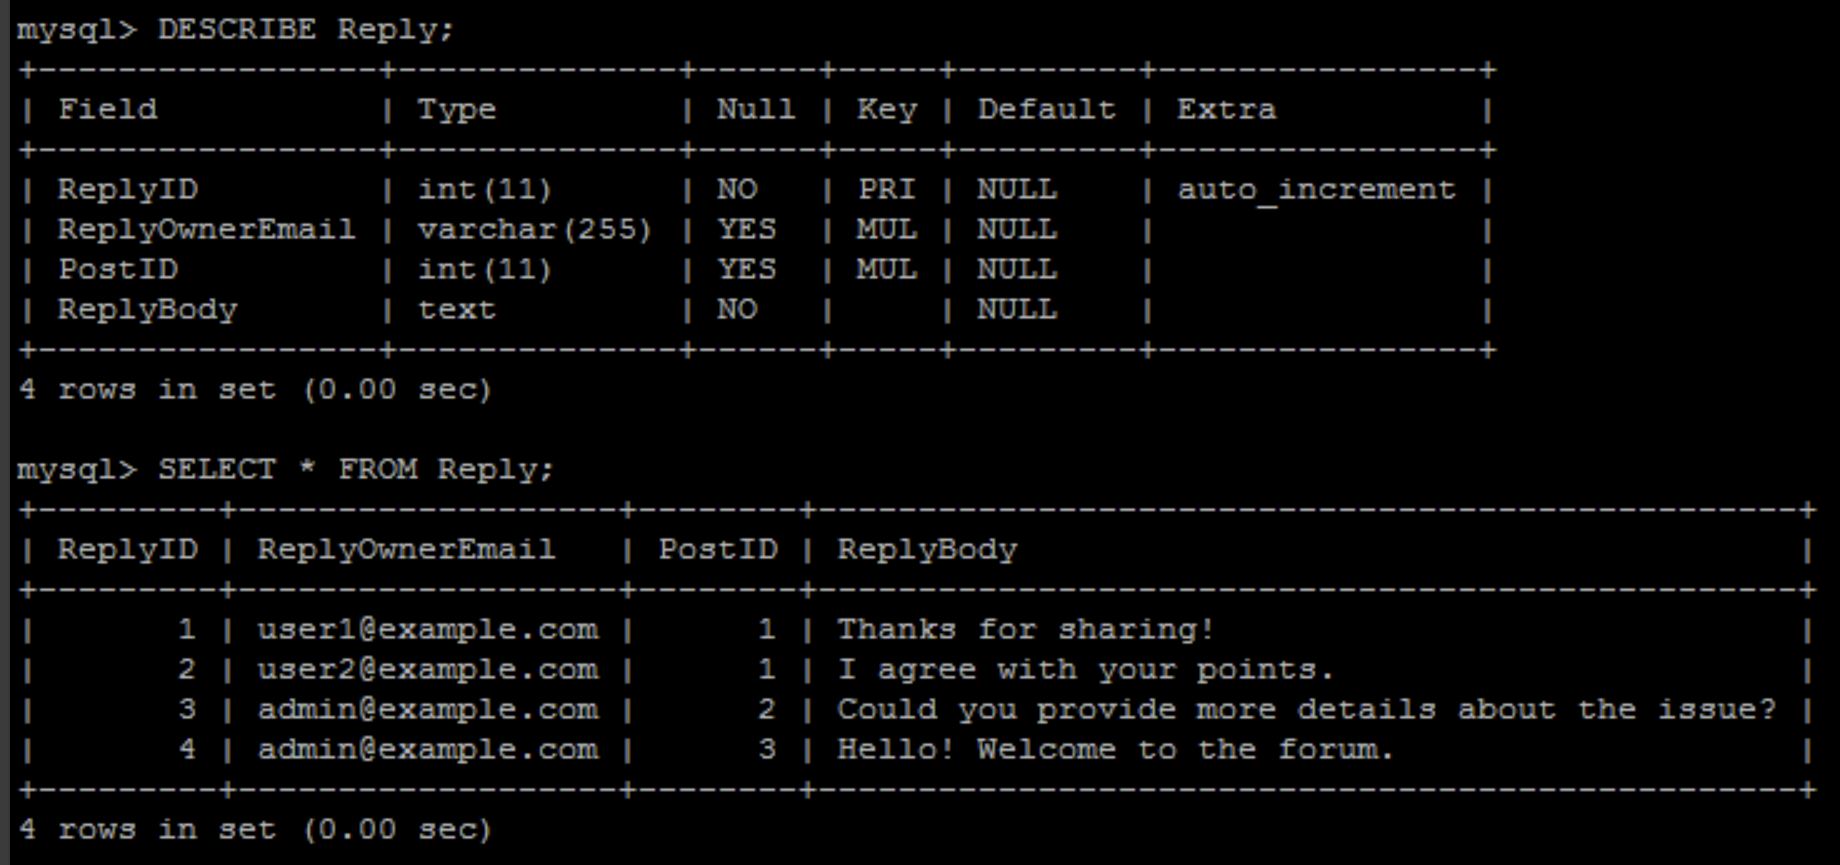 mysql> DESCRIBE Reply;
+-----------------+--------------+------+-----+---------+----------------+
| Field           | Type         | Null | Key | Default | Extra          |
+-----------------+--------------+------+-----+---------+----------------+
| ReplyID         | int(11)      | NO   | PRI | NULL    | auto_increment |
| ReplyOwnerEmail | varchar(255) | YES  | MUL | NULL    |                |
| PostID          | int(11)      | YES  | MUL | NULL    |                |
| ReplyBody       | text         | NO   |     | NULL    |                |
+-----------------+--------------+------+-----+---------+----------------+
4 rows in set (0.00 sec)

mysql> SELECT * FROM Reply;
+---------+-------------------+--------+-------------------------------------------------+
| ReplyID | ReplyOwnerEmail   | PostID | ReplyBody                                       |
+---------+-------------------+--------+-------------------------------------------------+
|       1 | user1@example.com |      1 | Thanks for sharing!                             |
|       2 | user2@example.com |      1 | I agree with your points.                       |
|       3 | admin@example.com |      2 | Could you provide more details about the issue? |
|       4 | admin@example.com |      3 | Hello! Welcome to the forum.                    |
+---------+-------------------+--------+-------------------------------------------------+
4 rows in set (0.00 sec)